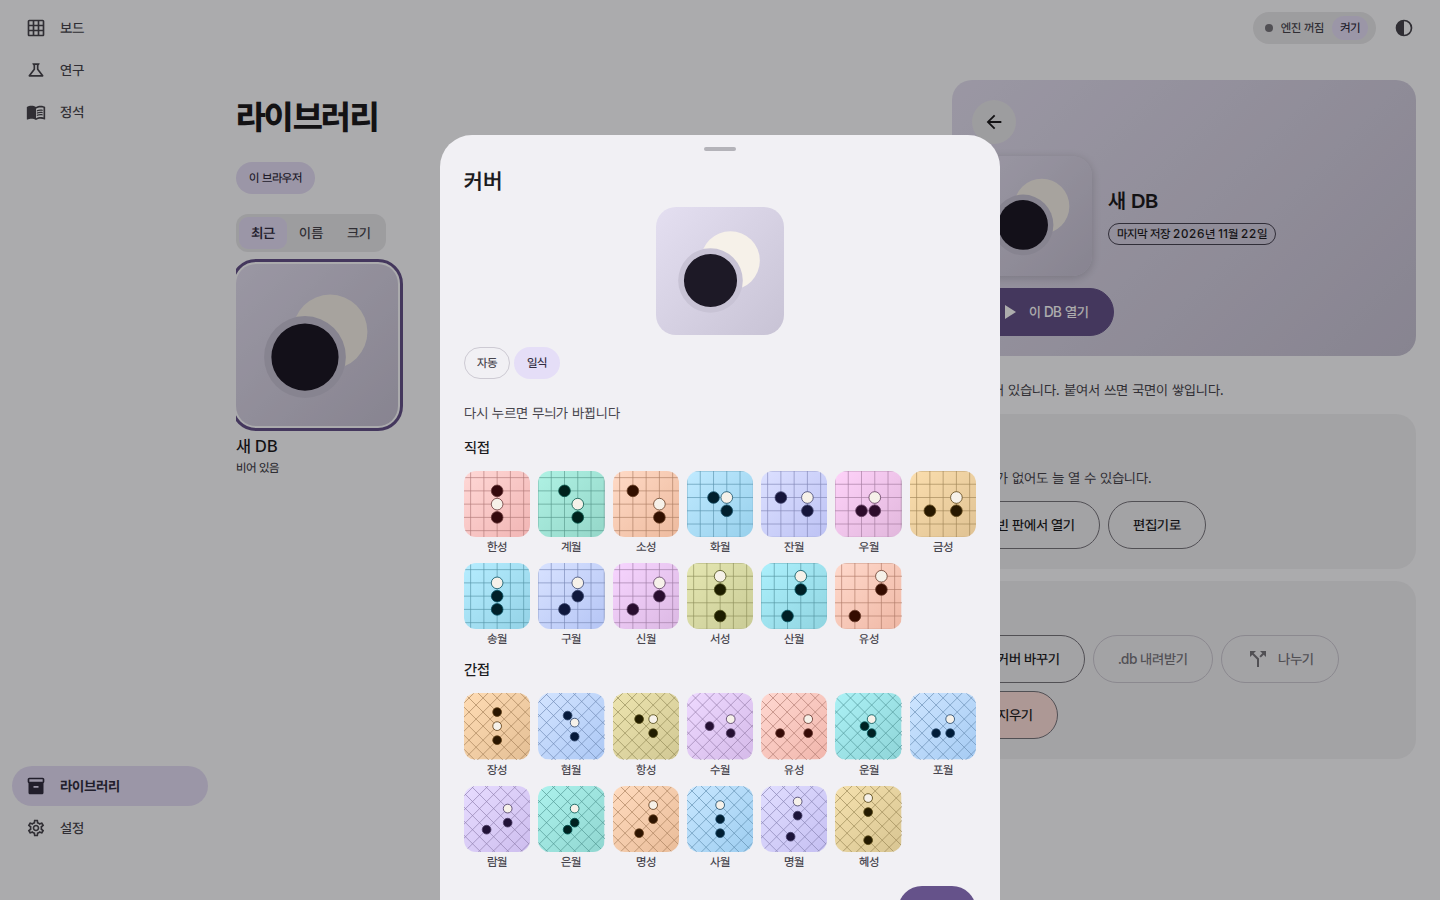 보드
연구
정석
라이브러리
설정
엔진 꺼짐
켜기
라이브러리
이 브라우저
최근
이름
크기
새 DB
비어 있음
새 DB
마지막 저장 2026년 11월 22일
이 DB 열기
있습니다. 붙여서 쓰면 국면이 쌓입니다.
없어도 늘 열 수 있습니다.
빈 판에서 열기
편집기로
커버 바꾸기
.db 내려받기
나누기
지우기
커버
자동
일식
다시 누르면 무늬가 바뀝니다
직접
한성 계월 소성 화월 잔월 우월 금성
송월 구월 신월 서성 산월 유성
간접
장성 협월 항성 수월 유성 운월 포월
람월 은월 명성 사월 명월 혜성